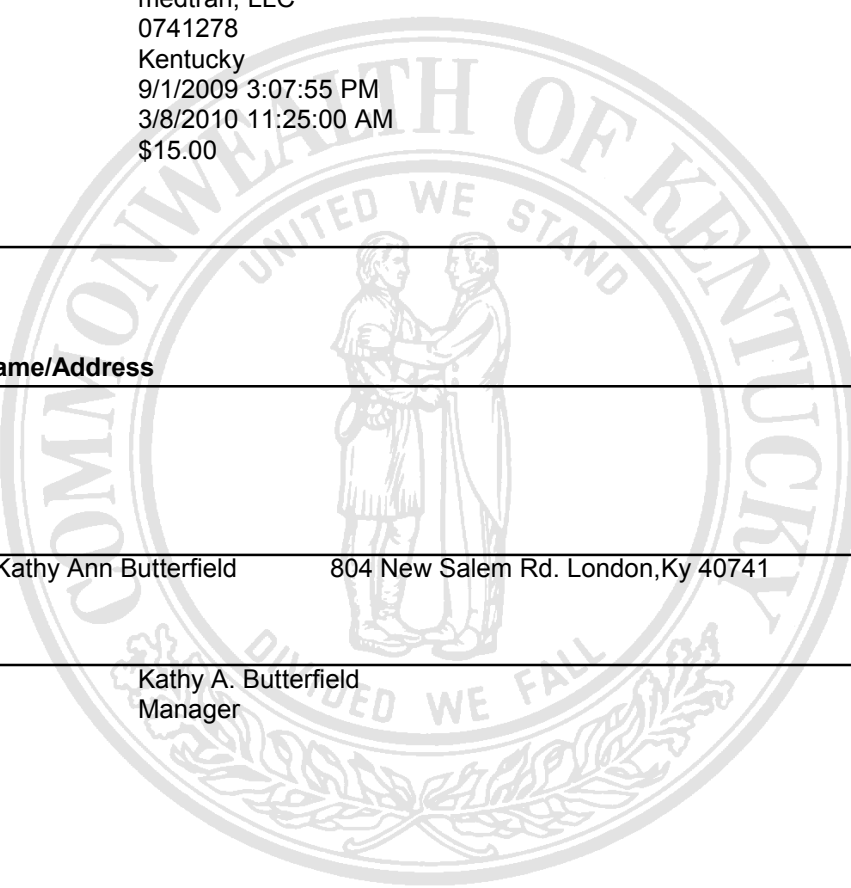 medtran, LLC
0741278
Kentucky
9/1/2009 3:07:55 PM
3/8/2010 11:25:00 AM
$15.00
COMMONWEALTH OF KENTUCKY
UNITED WE STAND
ame/Address
Kathy Ann Butterfield 804 New Salem Rd. London,Ky 40741
Kathy A. Butterfield
Manager
DIVIDED WE FALL